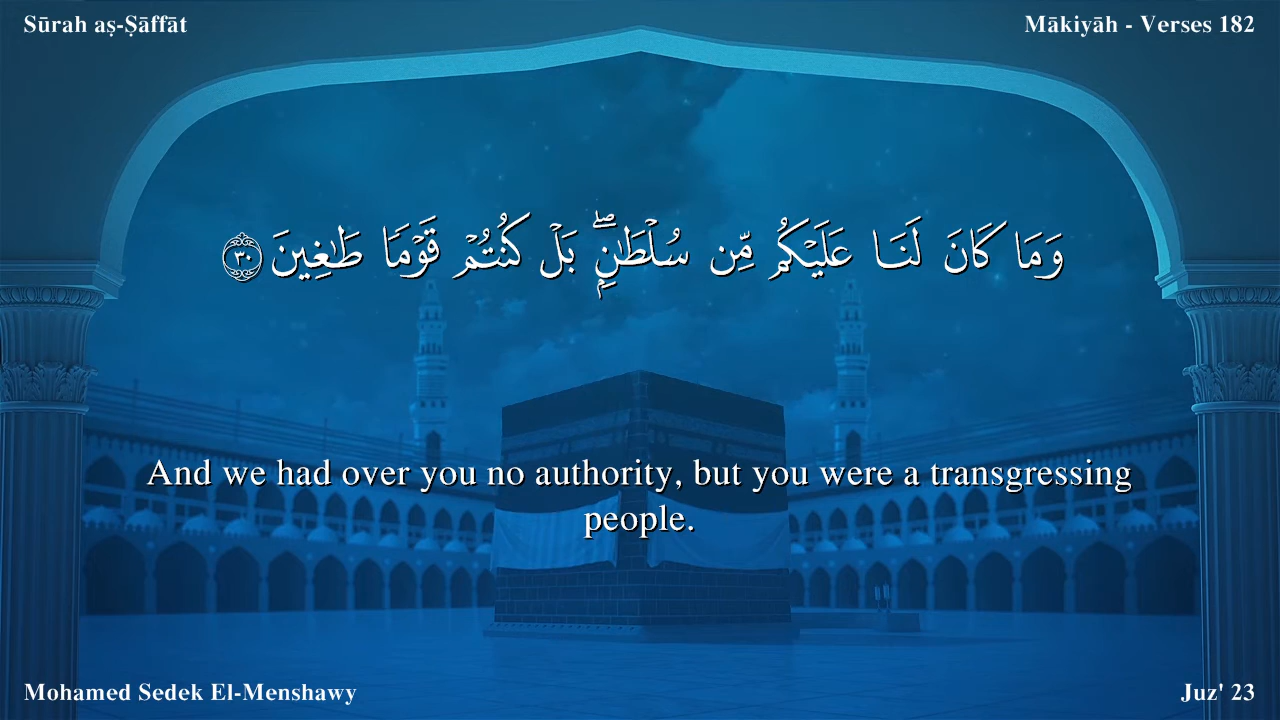 Sūrah aṣ-Ṣāffāt
Mākiyāh - Verses 182
وَمَا كَانَ لَنَا عَلَيْكُم مِّن سُلْطَٰنٍۭ ۖ بَلْ كُنتُمْ قَوْمًا طَٰغِينَ ٣٠
And we had over you no authority, but you were a transgressing
people.
Mohamed Sedek El-Menshawy
Juz' 23